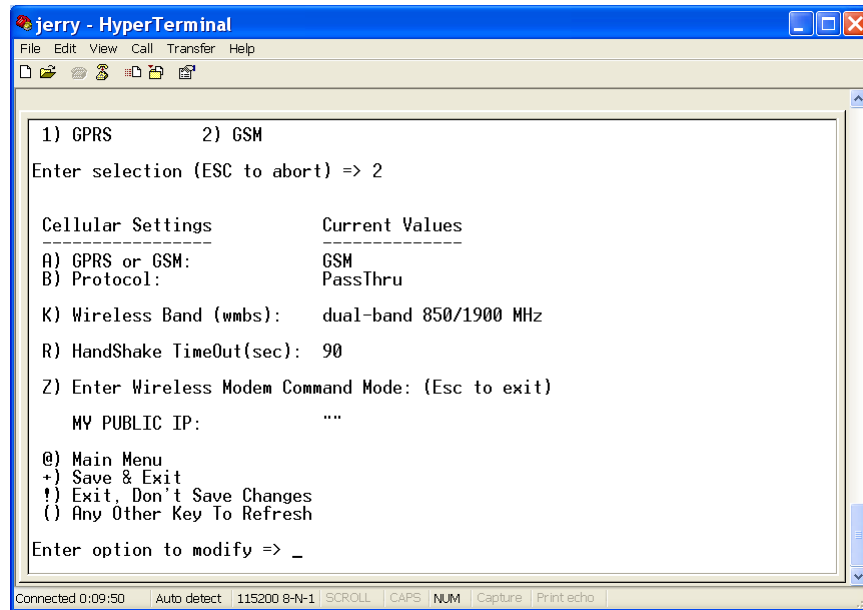 jerry - HyperTerminal
File Edit View Call Transfer Help
1) GPRS 2) GSM
Enter selection (ESC to abort) => 2
Cellular Settings Current Values
----------------- --------------
A) GPRS or GSM: GSM
B) Protocol: PassThru
K) Wireless Band (wmbs): dual-band 850/1900 MHz
R) HandShake TimeOut(sec): 90
Z) Enter Wireless Modem Command Mode: (Esc to exit)
MY PUBLIC IP: ""
@) Main Menu
+) Save & Exit
!) Exit, Don't Save Changes
() Any Other Key To Refresh
Enter option to modify => _
Connected 0:09:50 Auto detect 115200 8-N-1 SCROLL CAPS NUM Capture Print echo